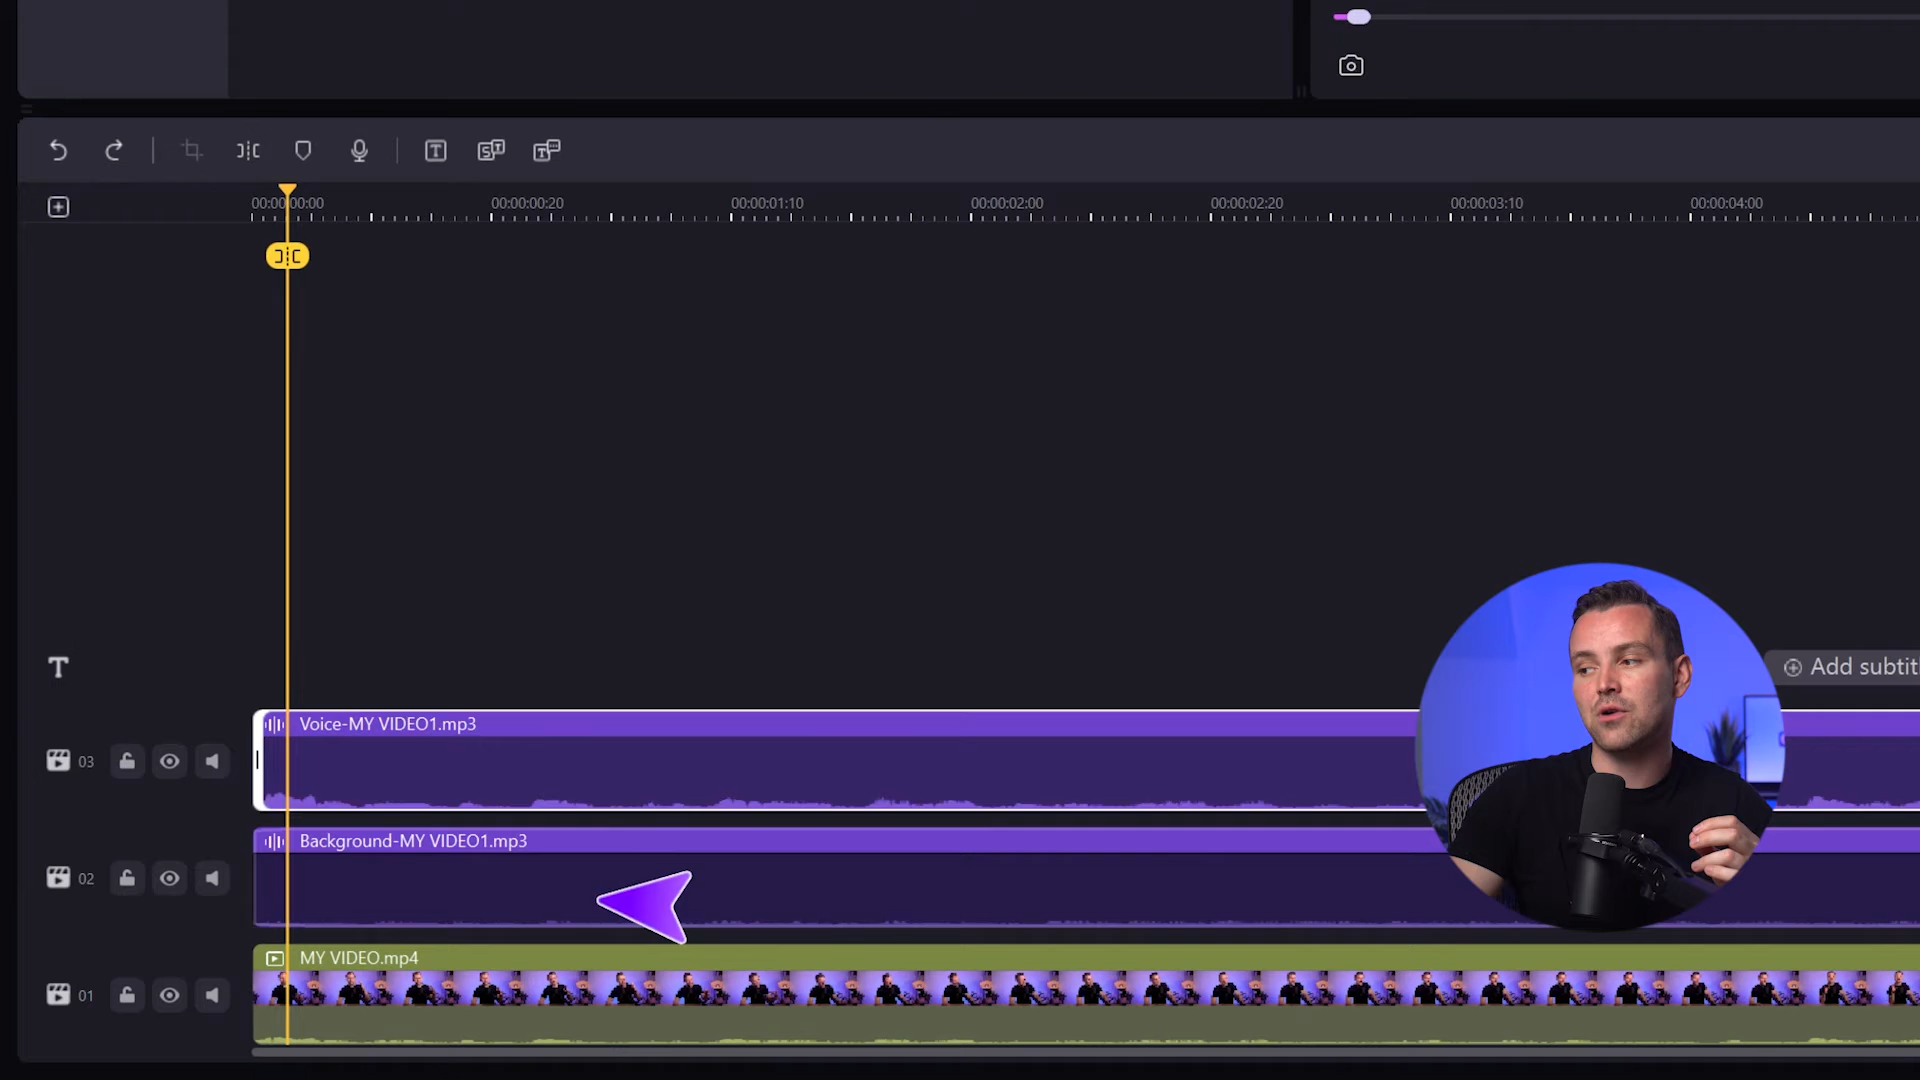 00:00:00:00 00:00:00:20 00:00:01:10 00:00:02:00 00:00:02:20 00:00:03:10 00:00:04:00
T
Add subtit
Voice-MY VIDEO1.mp3
03
Background-MY VIDEO1.mp3
02
MY VIDEO.mp4
01